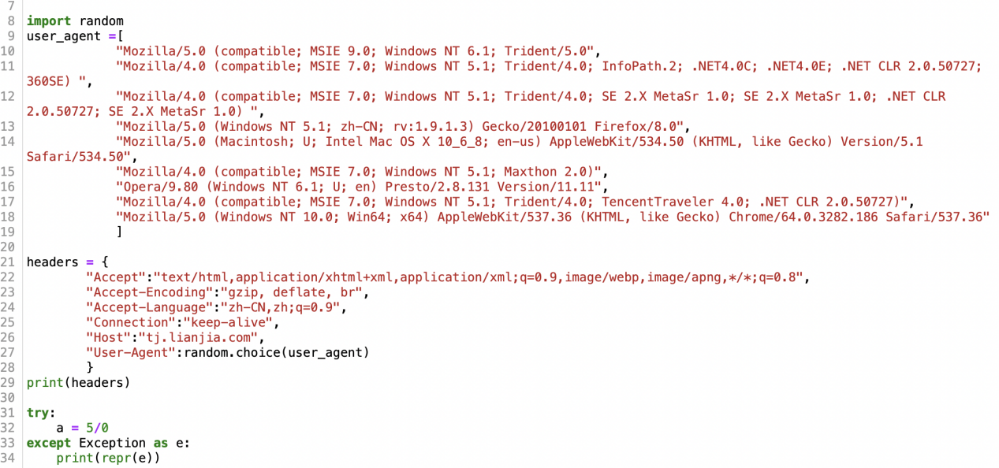 7
8 import random
9 user_agent =[
10 "Mozilla/5.0 (compatible; MSIE 9.0; Windows NT 6.1; Trident/5.0",
11 "Mozilla/4.0 (compatible; MSIE 7.0; Windows NT 5.1; Trident/4.0; InfoPath.2; .NET4.0C; .NET4.0E; .NET CLR 2.0.50727;
360SE) ",
12 "Mozilla/4.0 (compatible; MSIE 7.0; Windows NT 5.1; Trident/4.0; SE 2.X MetaSr 1.0; SE 2.X MetaSr 1.0; .NET CLR
2.0.50727; SE 2.X MetaSr 1.0) ",
13 "Mozilla/5.0 (Windows NT 5.1; zh-CN; rv:1.9.1.3) Gecko/20100101 Firefox/8.0",
14 "Mozilla/5.0 (Macintosh; U; Intel Mac OS X 10_6_8; en-us) AppleWebKit/534.50 (KHTML, like Gecko) Version/5.1
Safari/534.50",
15 "Mozilla/4.0 (compatible; MSIE 7.0; Windows NT 5.1; Maxthon 2.0)",
16 "Opera/9.80 (Windows NT 6.1; U; en) Presto/2.8.131 Version/11.11",
17 "Mozilla/4.0 (compatible; MSIE 7.0; Windows NT 5.1; Trident/4.0; TencentTraveler 4.0; .NET CLR 2.0.50727)",
18 "Mozilla/5.0 (Windows NT 10.0; Win64; x64) AppleWebKit/537.36 (KHTML, like Gecko) Chrome/64.0.3282.186 Safari/537.36"
19 ]
20
21 headers = {
22 "Accept":"text/html,application/xhtml+xml,application/xml;q=0.9,image/webp,image/apng,*/*;q=0.8",
23 "Accept-Encoding":"gzip, deflate, br",
24 "Accept-Language":"zh-CN,zh;q=0.9",
25 "Connection":"keep-alive",
26 "Host":"tj.lianjia.com",
27 "User-Agent":random.choice(user_agent)
28 }
29 print(headers)
30
31 try:
32 a = 5/0
33 except Exception as e:
34 print(repr(e))